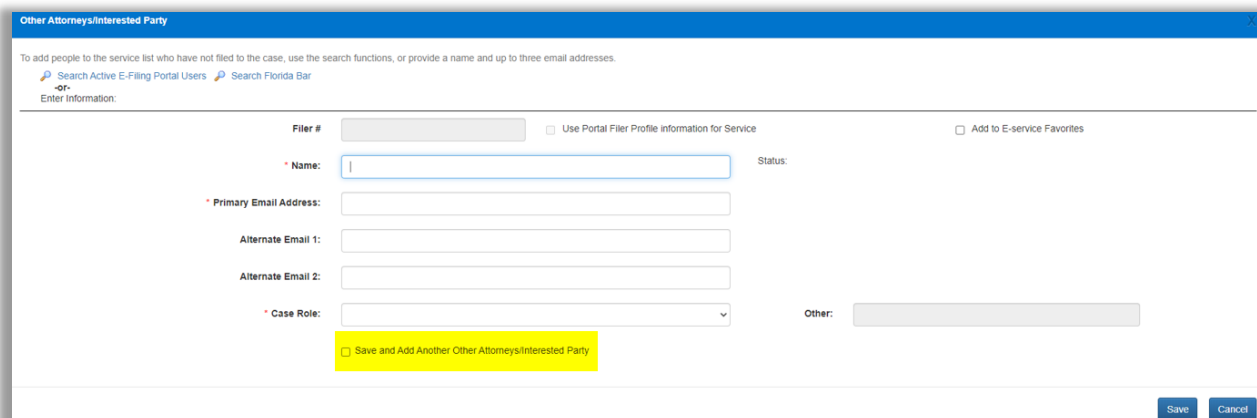 Other Attorneys/Interested Party X
To add people to the service list who have not filed to the case, use the search functions, or provide a name and up to three email addresses.
Search Active E-Filing Portal Users Search Florida Bar
-or-
Enter Information:
Filer # Use Portal Filer Profile information for Service Add to E-service Favorites
* Name: Status:
* Primary Email Address:
Alternate Email 1:
Alternate Email 2:
* Case Role: Other:
Save and Add Another Other Attorneys/Interested Party
Save Cancel